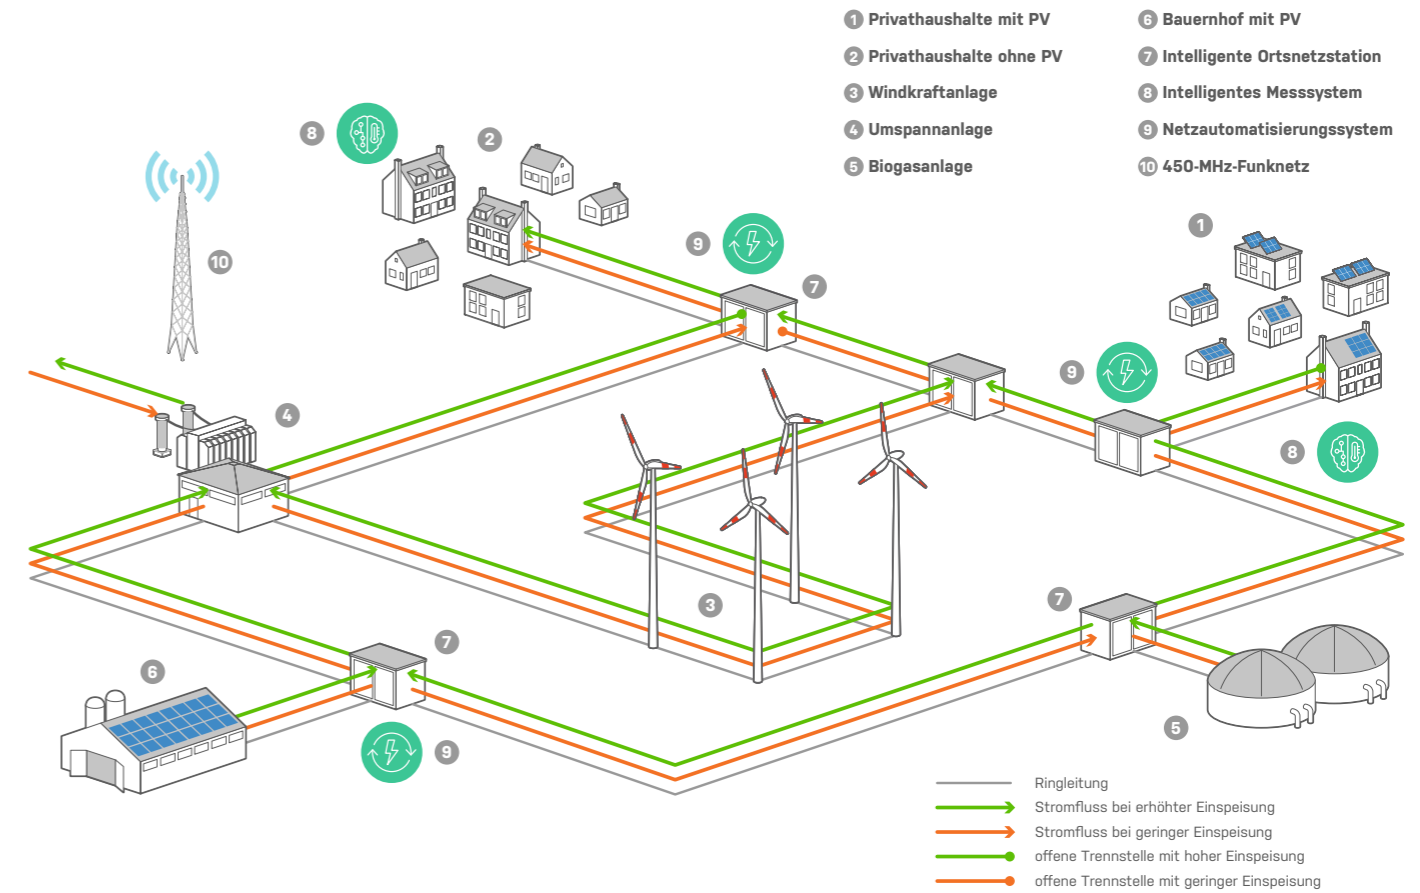 1 Privathaushalte mit PV
2 Privathaushalte ohne PV
3 Windkraftanlage
4 Umspannanlage
5 Biogasanlage
6 Bauernhof mit PV
7 Intelligente Ortsnetzstation
8 Intelligentes Messsystem
9 Netzautomatisierungssystem
10 450-MHz-Funknetz
8
2
9
1
10
7
9
4
8
3
7
7
6
5
9
Ringleitung
Stromfluss bei erhöhter Einspeisung
Stromfluss bei geringer Einspeisung
offene Trennstelle mit hoher Einspeisung
offene Trennstelle mit geringer Einspeisung